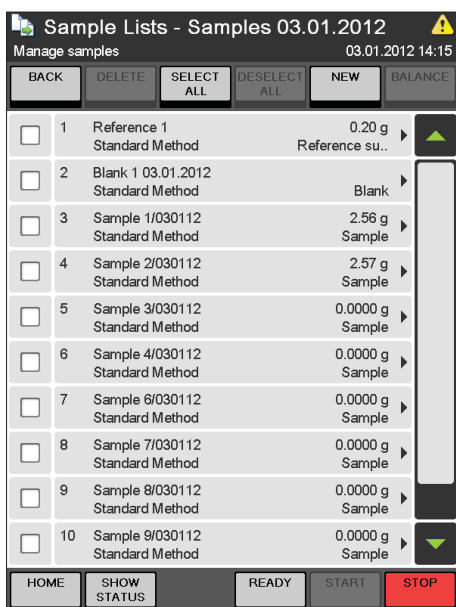 Sample Lists - Samples 03.01.2012
Manage samples 03.01.2012 14:15
BACK DELETE SELECT ALL DESELECT ALL NEW BALANCE
1 Reference 1 0.20 g
Standard Method Reference su..
2 Blank 1 03.01.2012
Standard Method Blank
3 Sample 1/030112 2.56 g
Standard Method Sample
4 Sample 2/030112 2.57 g
Standard Method Sample
5 Sample 3/030112 0.0000 g
Standard Method Sample
6 Sample 4/030112 0.0000 g
Standard Method Sample
7 Sample 6/030112 0.0000 g
Standard Method Sample
8 Sample 7/030112 0.0000 g
Standard Method Sample
9 Sample 8/030112 0.0000 g
Standard Method Sample
10 Sample 9/030112 0.0000 g
Standard Method Sample
HOME SHOW STATUS READY START STOP